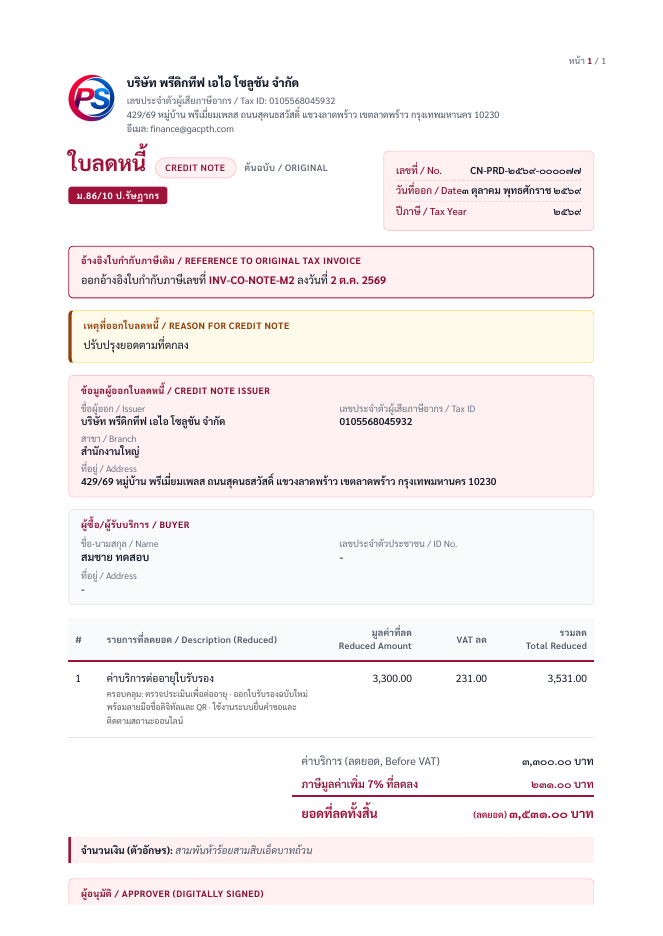 หน้า 1 / 1
PS
บริษัท พรีดิกทีฟ เอไอ โซลูชัน จำกัด
เลขประจำตัวผู้เสียภาษีอากร / Tax ID: 0105568045932
429/69 หมู่บ้าน พรีเมี่ยมเพลส ถนนสุคนธสวัสดิ์ แขวงลาดพร้าว เขตลาดพร้าว กรุงเทพมหานคร 10230
อีเมล: finance@gacpth.com
ใบลดหนี้ CREDIT NOTE ต้นฉบับ / ORIGINAL
ม.86/10 ป.รัษฎากร
เลขที่ / No. CN-PRD-๒๕๖๙-๐๐๐๐๗๗
วันที่ออก / Date ๓ ตุลาคม พุทธศักราช ๒๕๖๙
ปีภาษี / Tax Year ๒๕๖๙
อ้างอิงใบกำกับภาษีเดิม / REFERENCE TO ORIGINAL TAX INVOICE
ออกอ้างอิงใบกำกับภาษีเลขที่ INV-CO-NOTE-M2 ลงวันที่ 2 ต.ค. 2569
เหตุที่ออกใบลดหนี้ / REASON FOR CREDIT NOTE
ปรับปรุงยอดตามที่ตกลง
ข้อมูลผู้ออกใบลดหนี้ / CREDIT NOTE ISSUER
ชื่อผู้ออก / Issuer เลขประจำตัวผู้เสียภาษีอากร / Tax ID
บริษัท พรีดิกทีฟ เอไอ โซลูชัน จำกัด 0105568045932
สาขา / Branch
สำนักงานใหญ่
ที่อยู่ / Address
429/69 หมู่บ้าน พรีเมี่ยมเพลส ถนนสุคนธสวัสดิ์ แขวงลาดพร้าว เขตลาดพร้าว กรุงเทพมหานคร 10230
ผู้ซื้อ/ผู้รับบริการ / BUYER
ชื่อ-นามสกุล / Name เลขประจำตัวประชาชน / ID No.
สมชาย ทดสอบ -
ที่อยู่ / Address
-
# รายการที่ลดยอด / Description (Reduced) มูลค่าที่ลด Reduced Amount VAT ลด รวมลด Total Reduced
1 ค่าบริการต่ออายุใบรับรอง 3,300.00 231.00 3,531.00
ครอบคลุม: ตรวจประเมินเพื่อต่ออายุ · ออกใบรับรองฉบับใหม่
พร้อมลายมือชื่อดิจิทัลและ QR · ใช้งานระบบยื่นคำขอและ
ติดตามสถานะออนไลน์
ค่าบริการ (ลดยอด, Before VAT) ๓,๓๐๐.๐๐ บาท
ภาษีมูลค่าเพิ่ม 7% ที่ลดลง ๒๓๑.๐๐ บาท
ยอดที่ลดทั้งสิ้น (ลดยอด) ๓,๕๓๑.๐๐ บาท
จำนวนเงิน (ตัวอักษร): สามพันห้าร้อยสามสิบเอ็ดบาทถ้วน
ผู้อนุมัติ / APPROVER (DIGITALLY SIGNED)